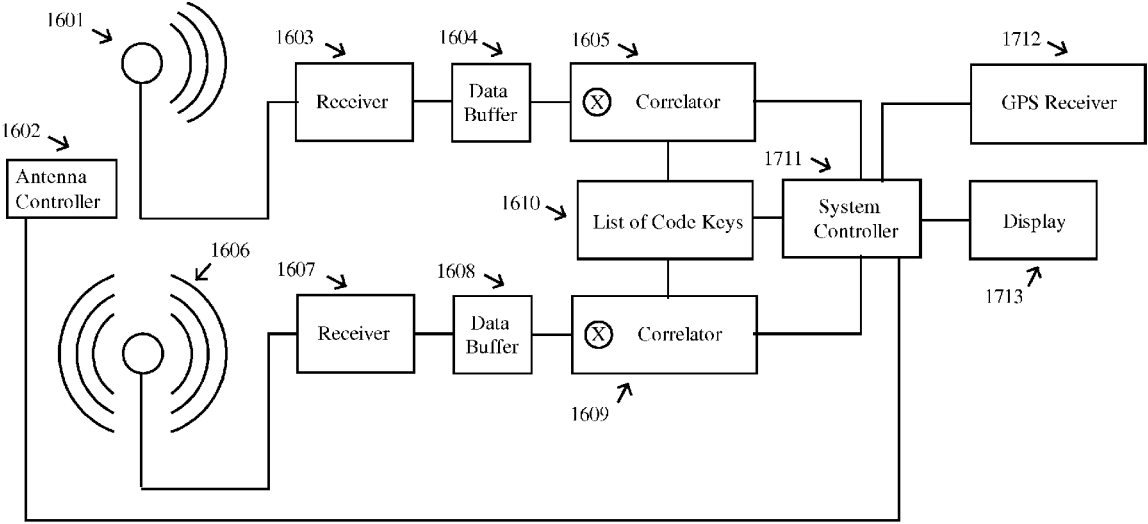 1601
1603
1604
1605
1712
Receiver
Data
Buffer
X
Correlator
GPS Receiver
1602
Antenna
Controller
1711
1610
List of Code Keys
System
Controller
Display
1713
1606
1607
1608
Receiver
Data
Buffer
X
Correlator
1609